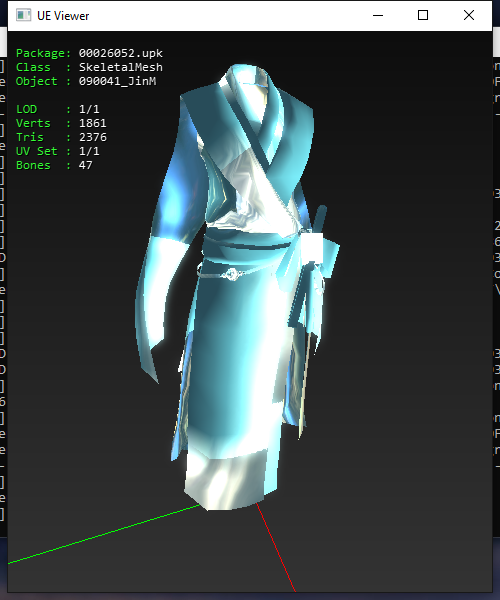 UE Viewer
Package: 00026052.upk
Class  : SkeletalMesh
Object : 090041_JinM
LOD    : 1/1
Verts  : 1861
Tris   : 2376
UV Set : 1/1
Bones  : 47